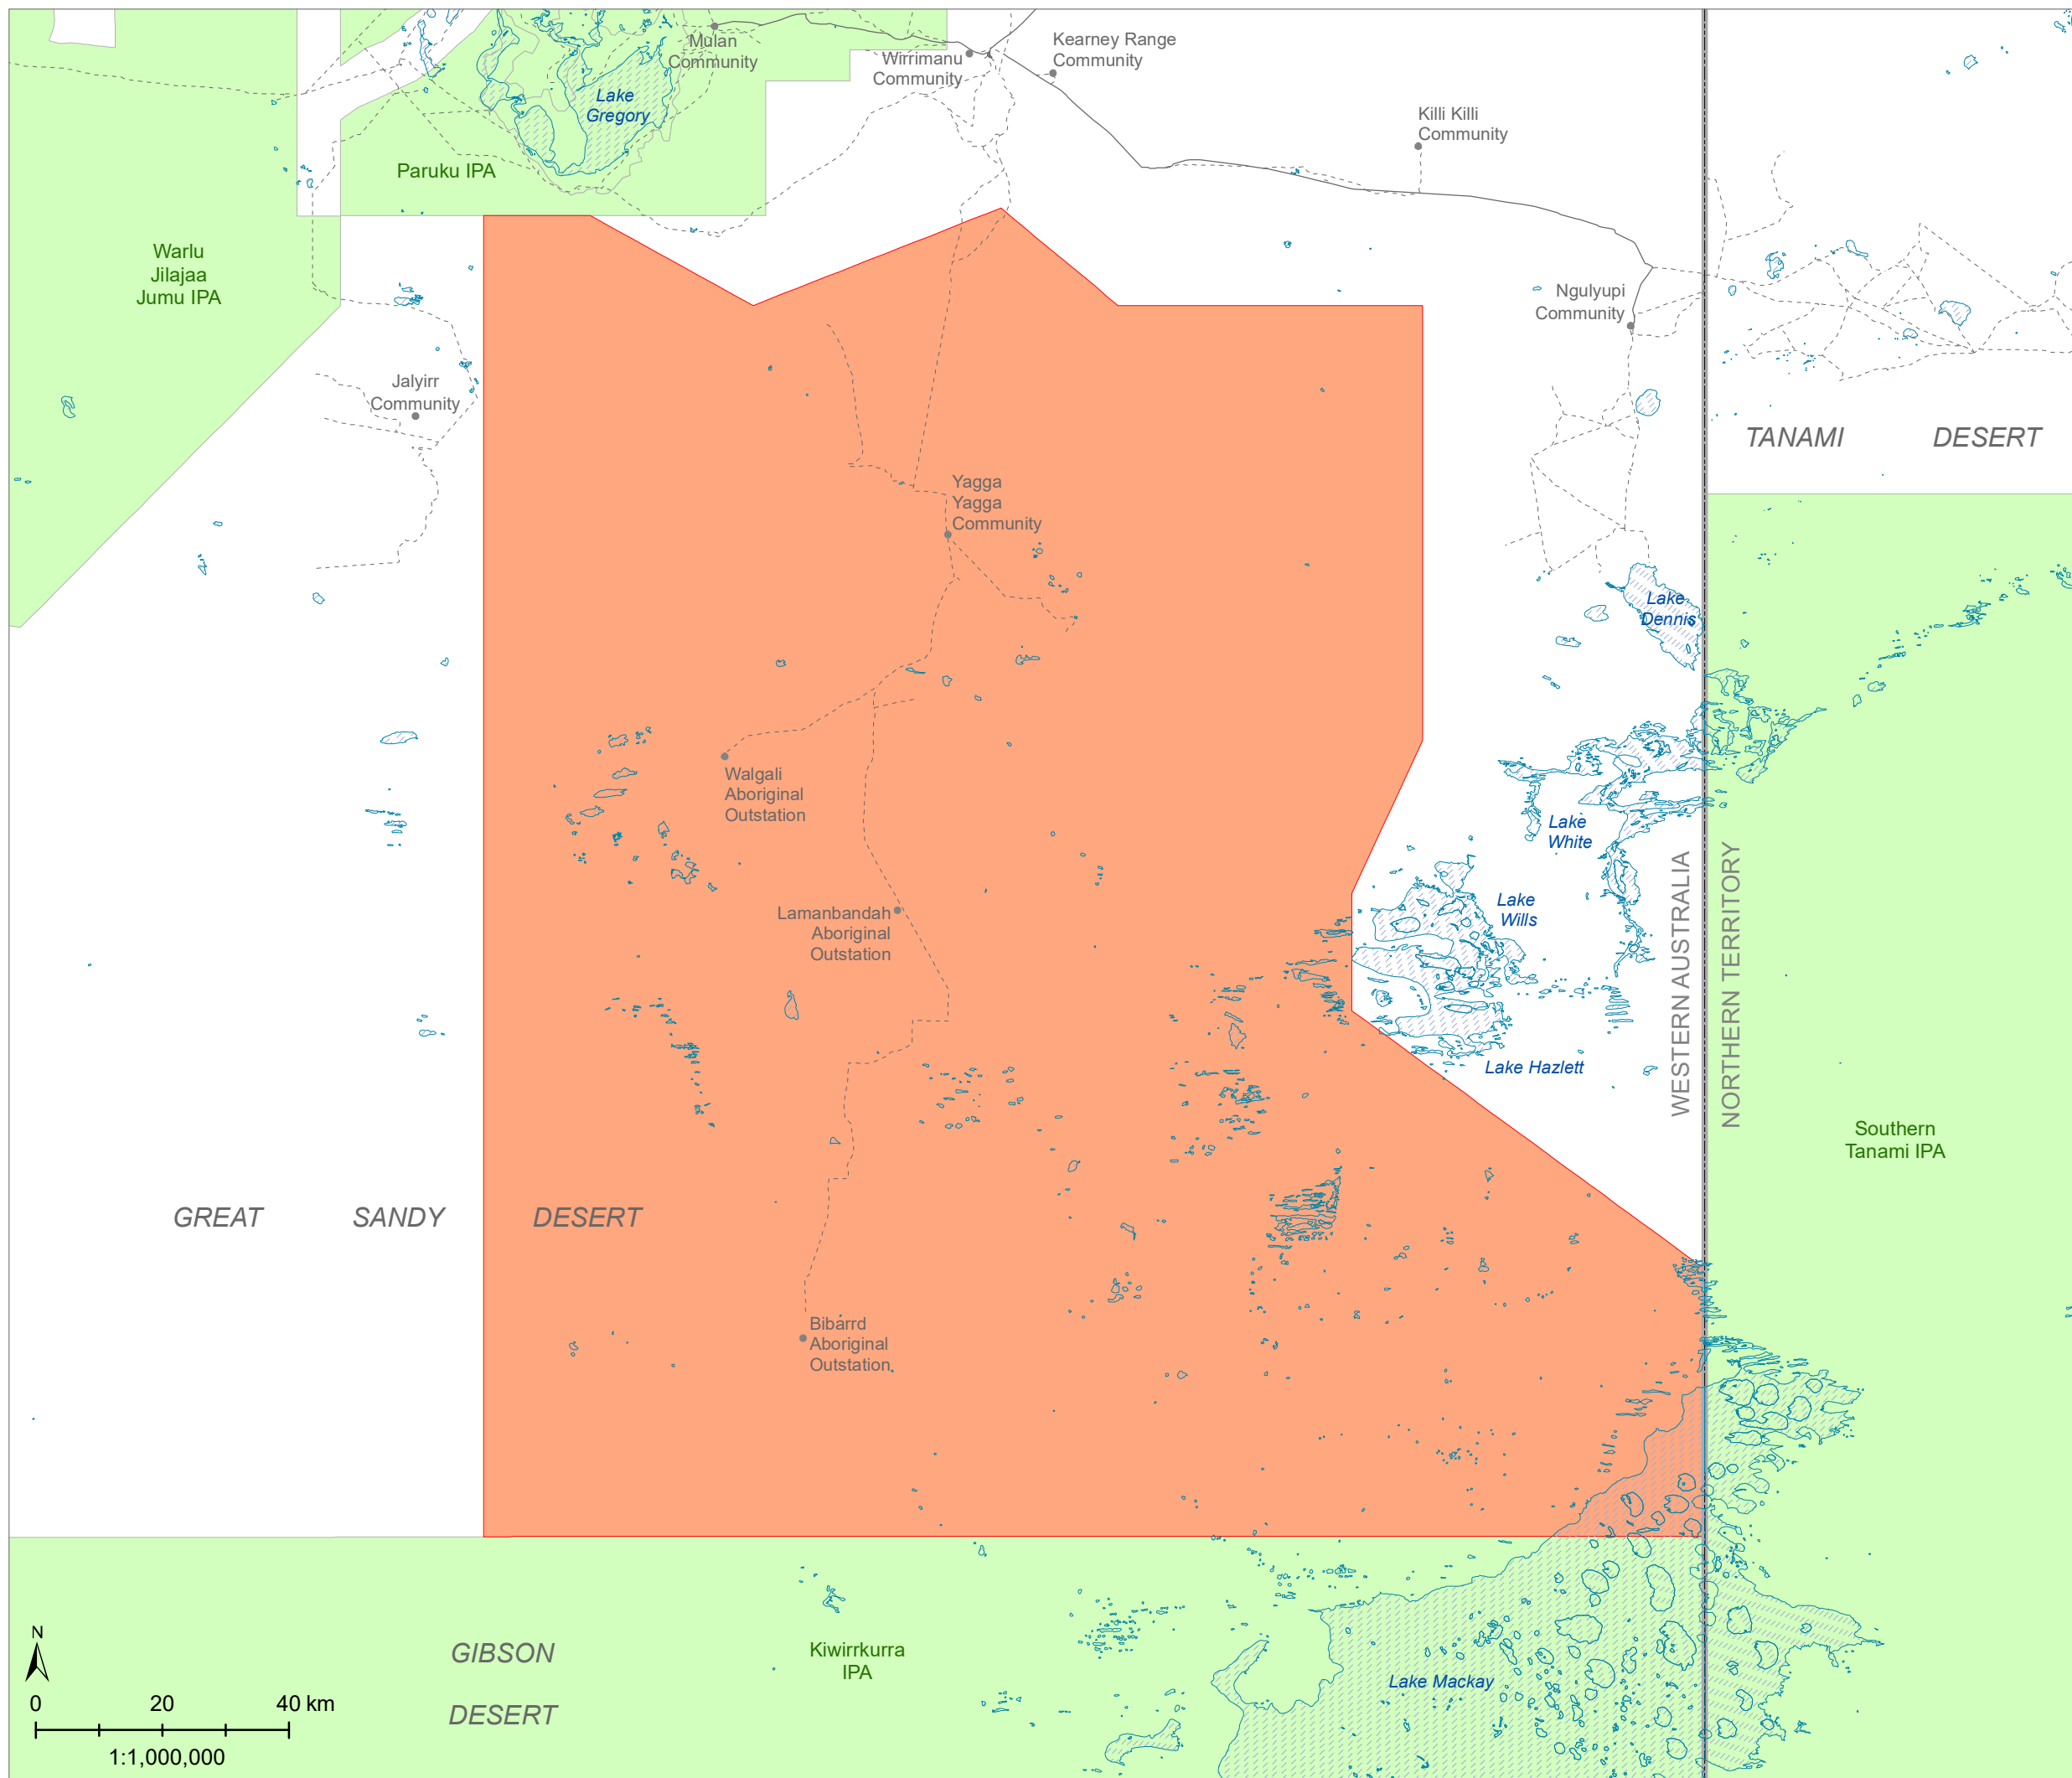 Mulan
Community
Wirrimanu
Community
Kearney Range
Community
Lake
Gregory
Killi Killi
Community
Paruku IPA
Warlu
Jilajaa
Jumu IPA
Ngulyupi
Community
Jalyirr
Community
TANAMI DESERT
Yagga
Yagga
Community
Lake
Dennis
Walgali
Aboriginal
Outstation
Lake
White
Lake
Wills
Lamanbandah
Aboriginal
Outstation
WESTERN AUSTRALIA
NORTHERN TERRITORY
Lake Hazlett
Southern
Tanami IPA
GREAT SANDY DESERT
Bibarrd
Aboriginal
Outstation
GIBSON
DESERT
Kiwirrkurra
IPA
Lake Mackay
N
0 20 40 km
1:1,000,000